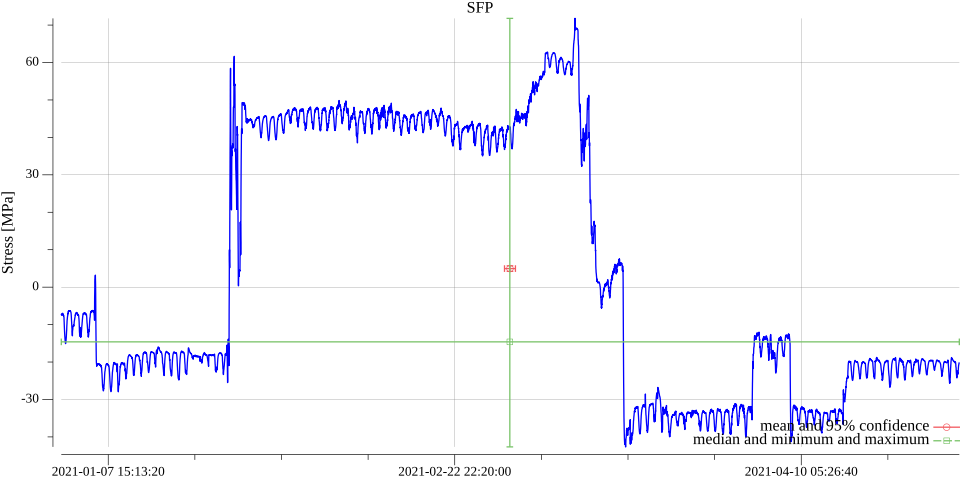 SFP
60
30
0
-30
Stress [MPa]
mean and 95% confidence
median and minimum and maximum
2021-01-07 15:13:20
2021-02-22 22:20:00
2021-04-10 05:26:40